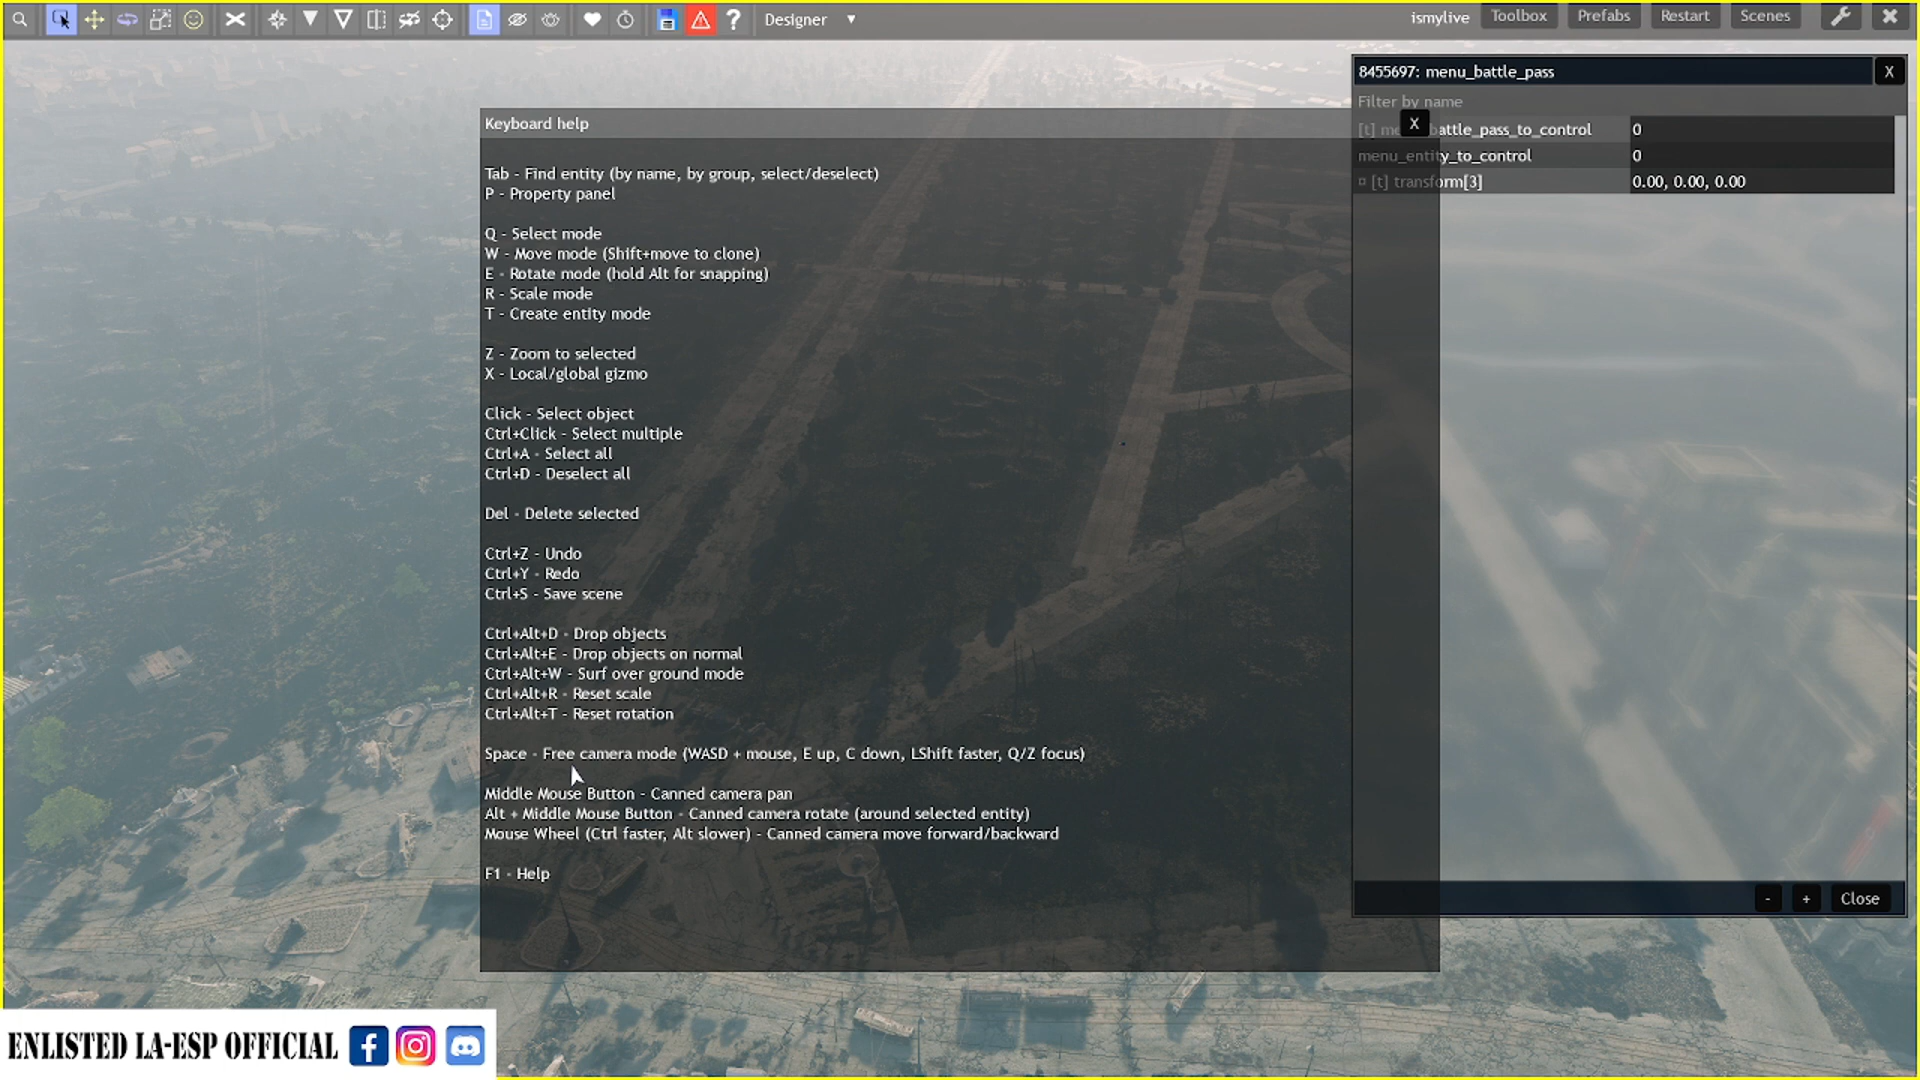 Designer
ismylive
Toolbox
Prefabs
Restart
Scenes
8455697: menu_battle_pass
X
Filter by name
attle_pass_to_control 0
menu_entity_to_control 0
[t] transform[3] 0.00, 0.00, 0.00
- + Close
Keyboard help
X
Tab - Find entity (by name, by group, select/deselect)
P - Property panel
Q - Select mode
W - Move mode (Shift+move to clone)
E - Rotate mode (hold Alt for snapping)
R - Scale mode
T - Create entity mode
Z - Zoom to selected
X - Local/global gizmo
Click - Select object
Ctrl+Click - Select multiple
Ctrl+A - Select all
Ctrl+D - Deselect all
Del - Delete selected
Ctrl+Z - Undo
Ctrl+Y - Redo
Ctrl+S - Save scene
Ctrl+Alt+D - Drop objects
Ctrl+Alt+E - Drop objects on normal
Ctrl+Alt+W - Surf over ground mode
Ctrl+Alt+R - Reset scale
Ctrl+Alt+T - Reset rotation
Space - Free camera mode (WASD + mouse, E up, C down, LShift faster, Q/Z focus)
Middle Mouse Button - Canned camera pan
Alt + Middle Mouse Button - Canned camera rotate (around selected entity)
Mouse Wheel (Ctrl faster, Alt slower) - Canned camera move forward/backward
F1 - Help
ENLISTED LA-ESP OFFICIAL